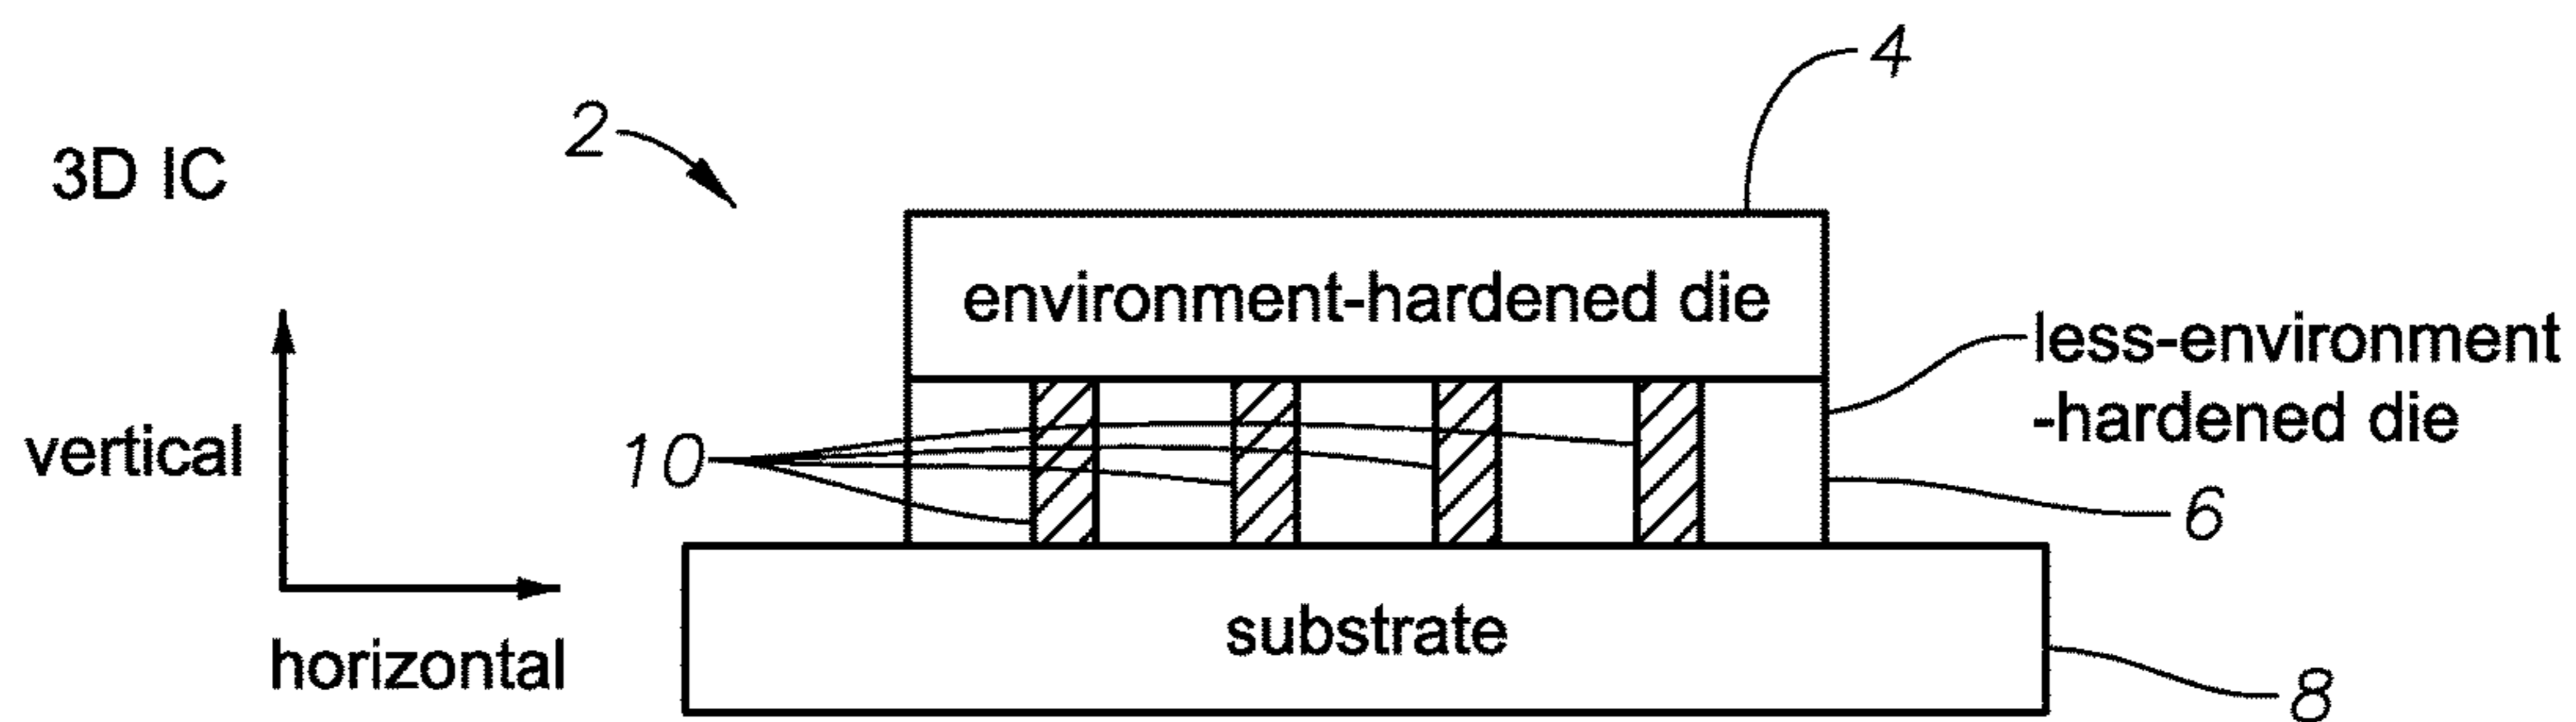 4
2
3D IC
environment-hardened die
less-environment
-hardened die
vertical
10
6
substrate
horizontal
8